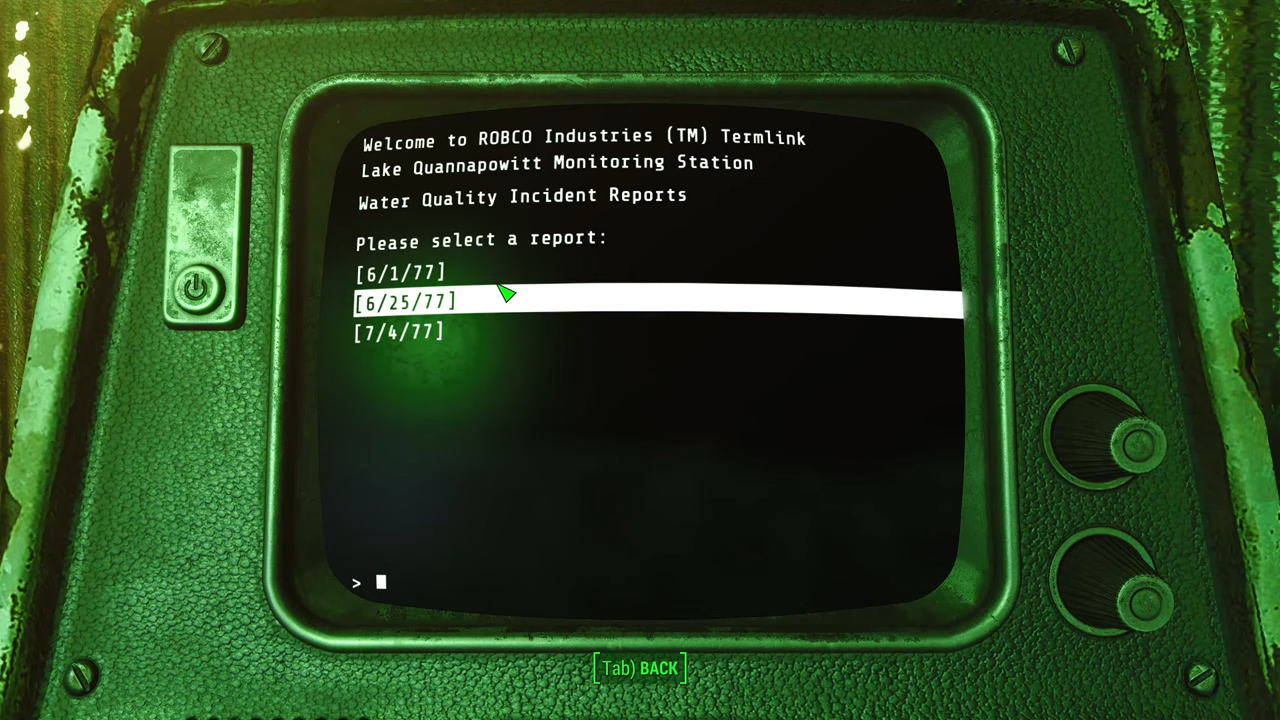 Welcome to ROBCO Industries (TM) Termlink
Lake Quannapowitt Monitoring Station
Water Quality Incident Reports
Please select a report:
[6/1/77]
[6/25/77]
[7/4/77]
>
[Tab) BACK]